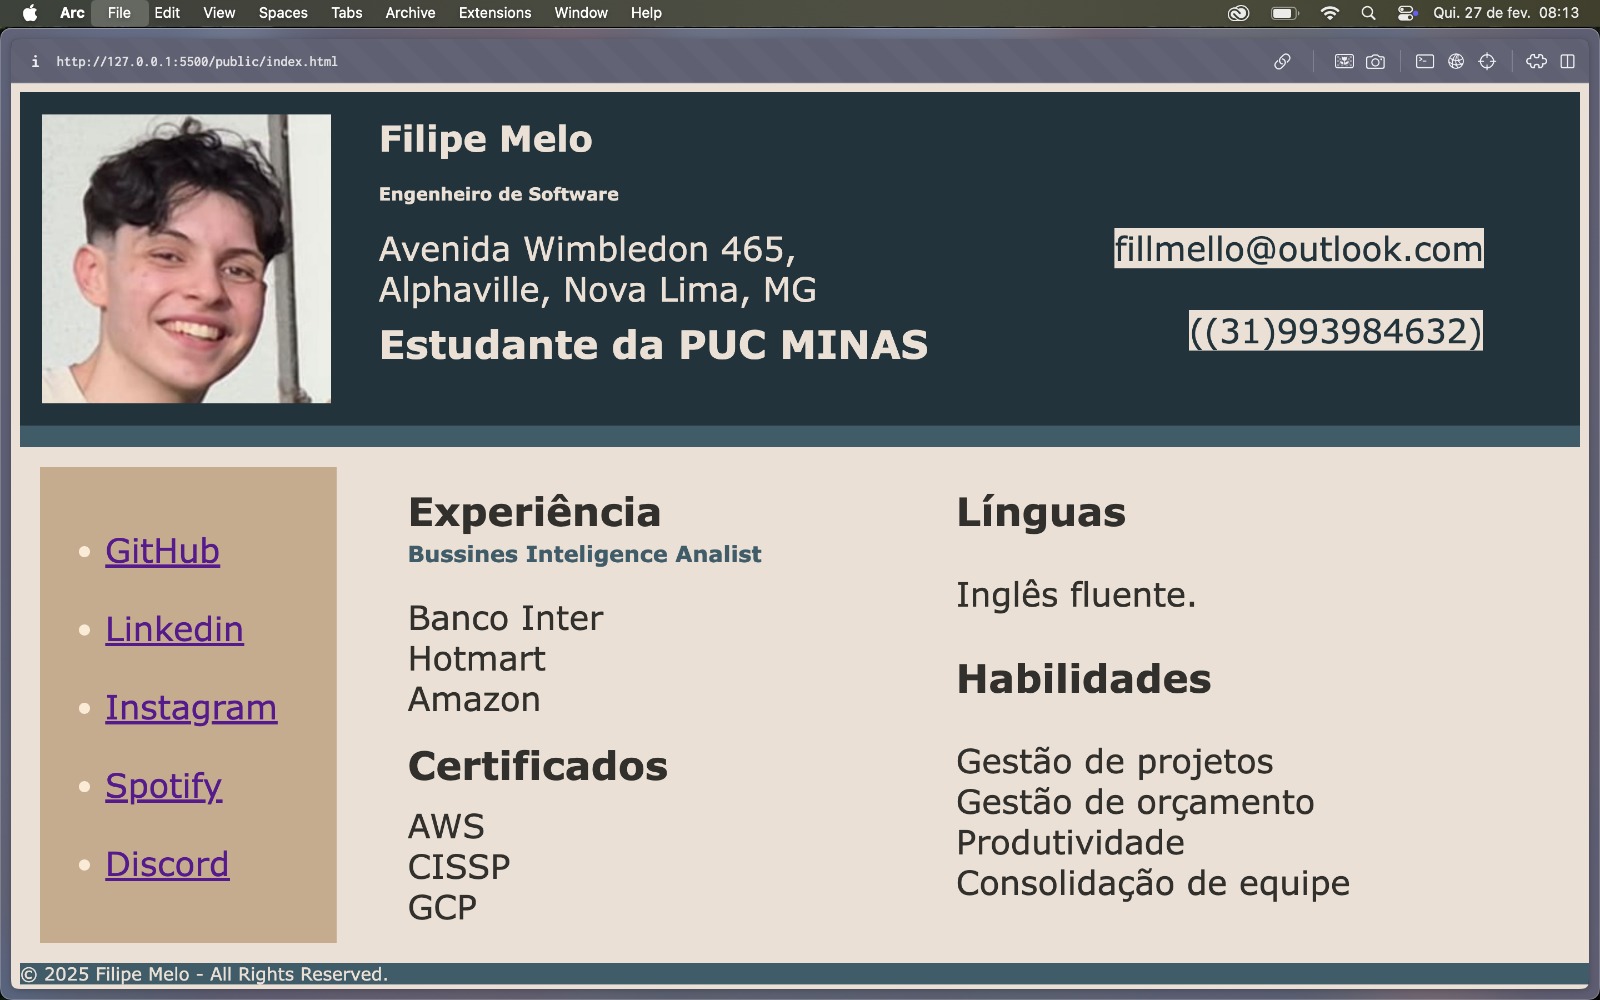 Arc File Edit View Spaces Tabs Archive Extensions Window Help Qui. 27 de fev. 08:13
http://127.0.0.1:5500/public/index.html
Filipe Melo
Engenheiro de Software
Avenida Wimbledon 465,
Alphaville, Nova Lima, MG
Estudante da PUC MINAS
fillmello@outlook.com
((31)993984632)
GitHub
Linkedin
Instagram
Spotify
Discord
Experiência
Bussines Inteligence Analist
Banco Inter
Hotmart
Amazon
Certificados
AWS
CISSP
GCP
Línguas
Inglês fluente.
Habilidades
Gestão de projetos
Gestão de orçamento
Produtividade
Consolidação de equipe
© 2025 Filipe Melo - All Rights Reserved.